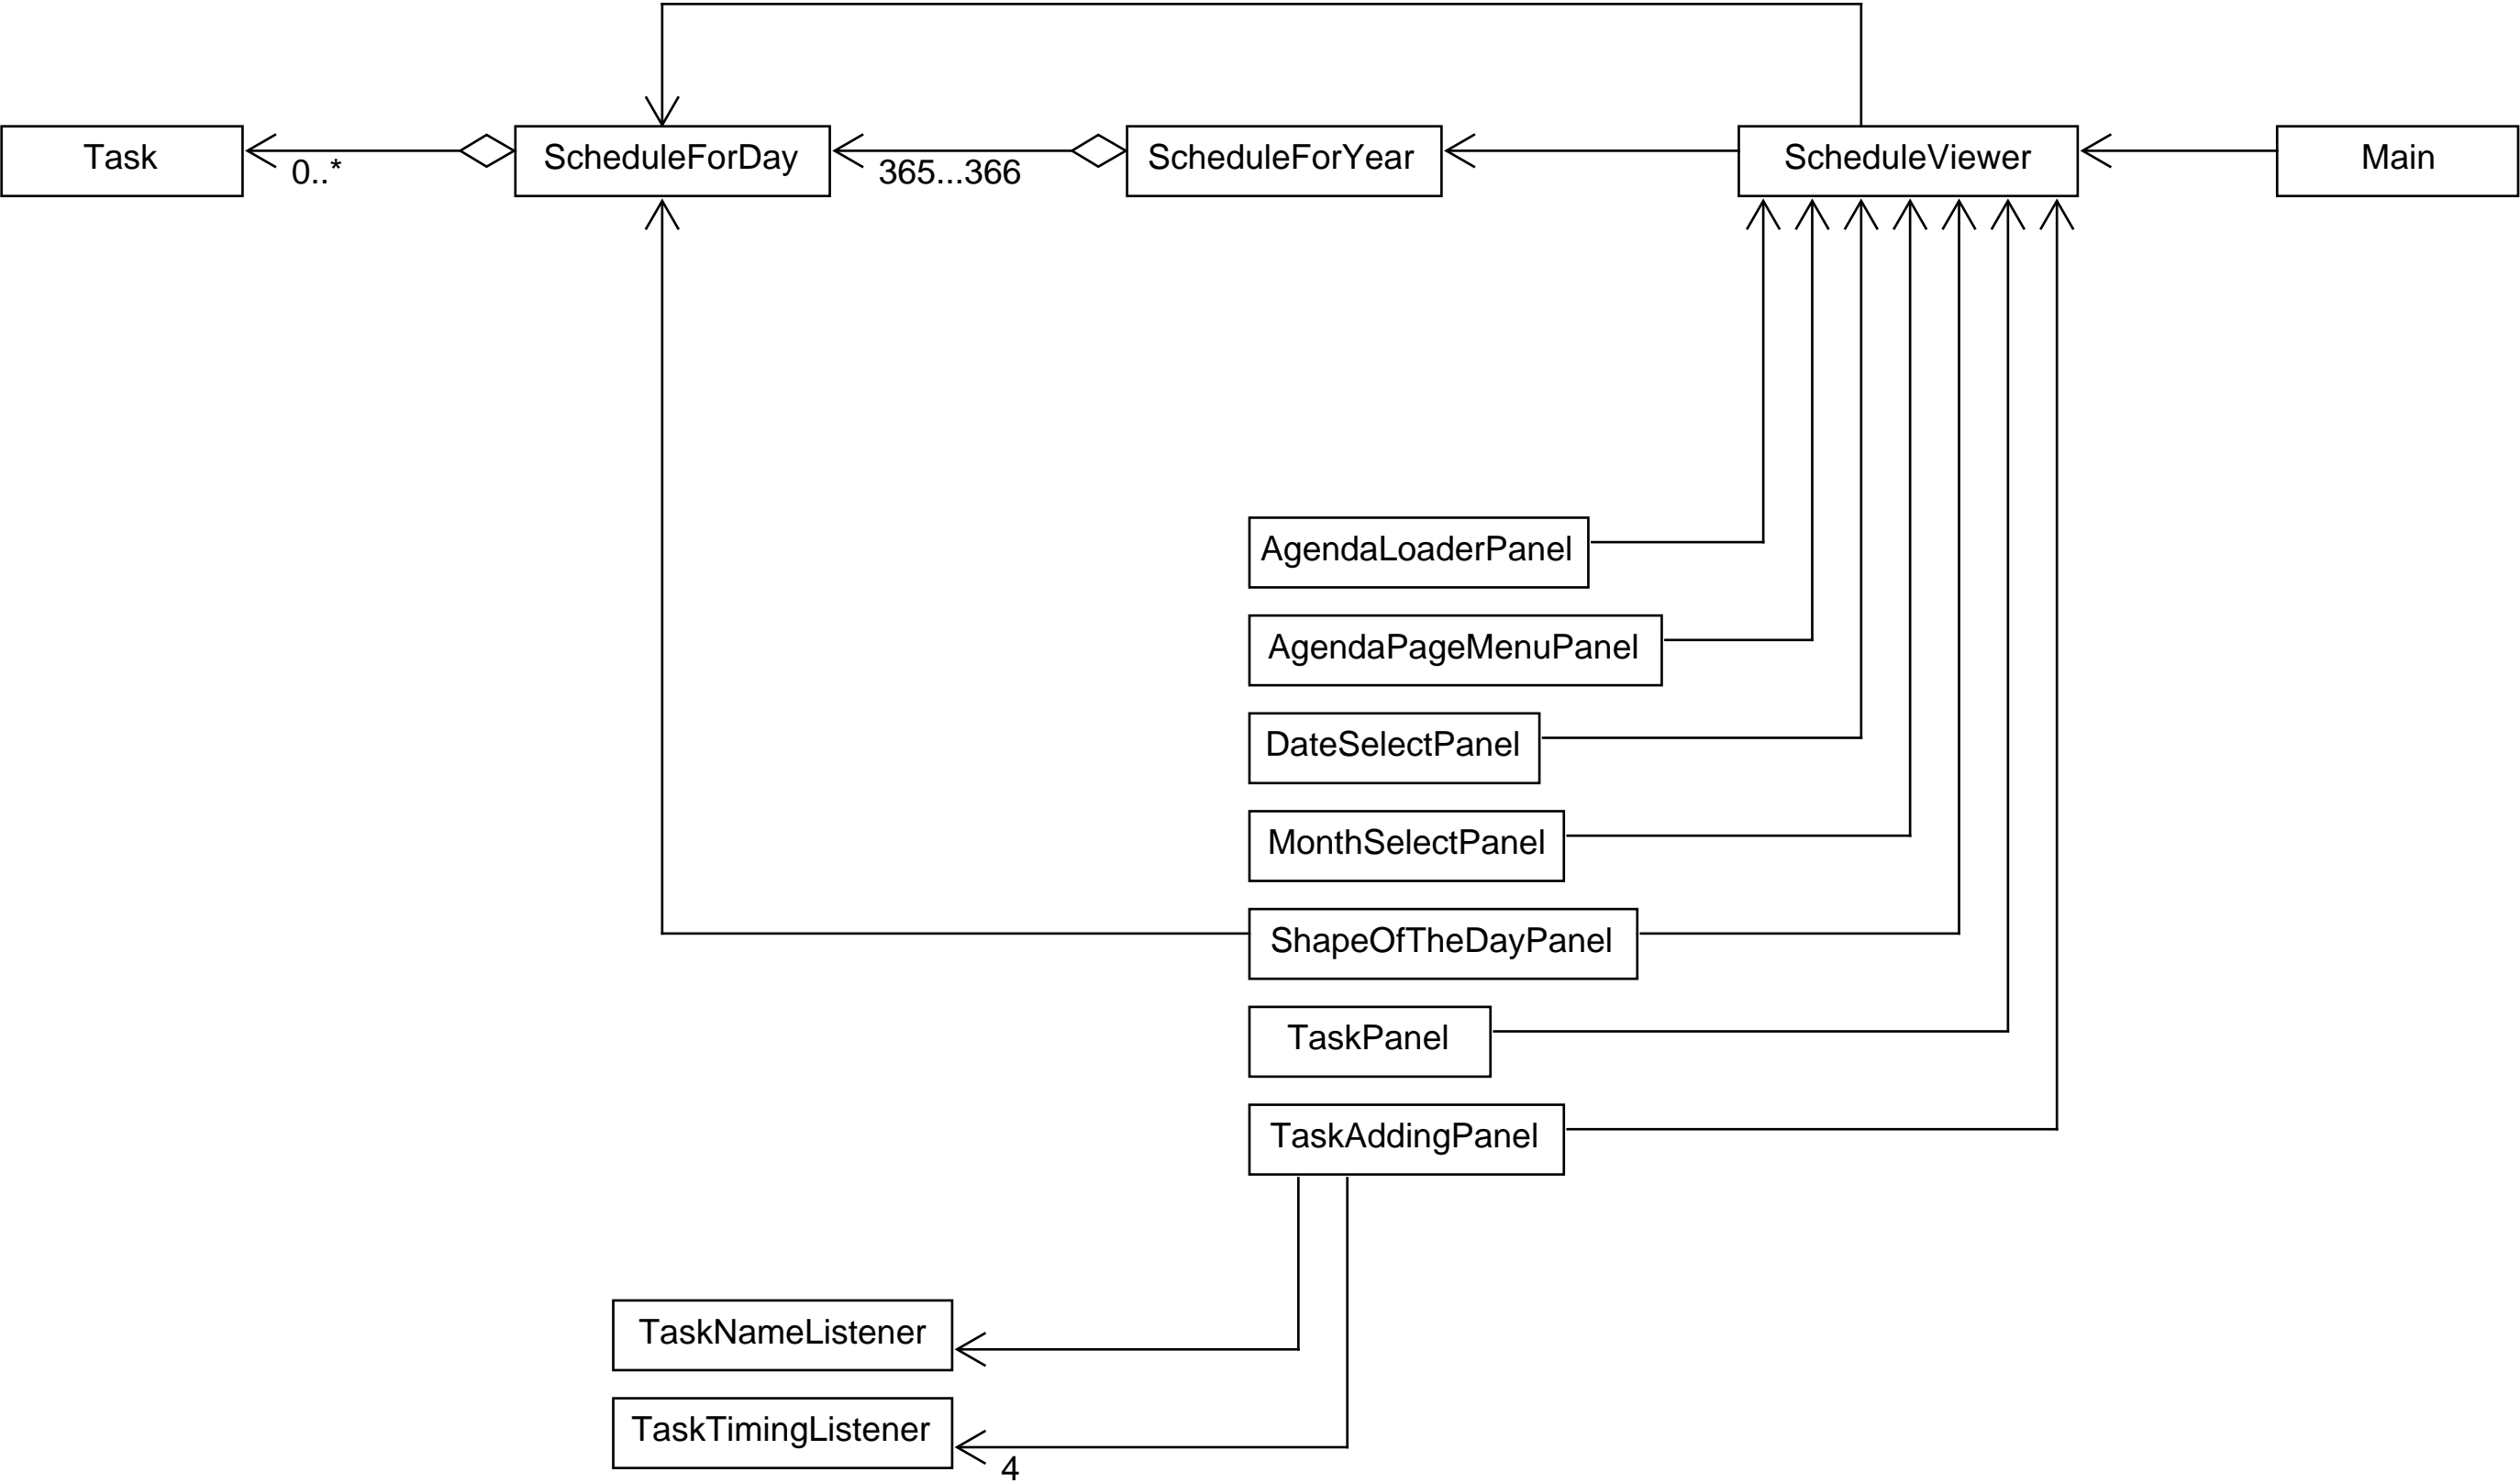 Task
0..*
ScheduleForDay
365...366
ScheduleForYear
ScheduleViewer
Main
AgendaLoaderPanel
AgendaPageMenuPanel
DateSelectPanel
MonthSelectPanel
ShapeOfTheDayPanel
TaskPanel
TaskAddingPanel
TaskNameListener
TaskTimingListener
4